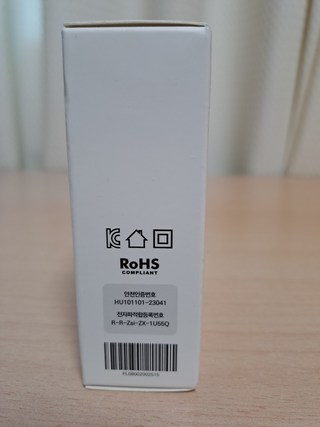 RoHS
COMPLIANT
안전인증번호
HU101101-23041
전자파적합등록번호
R-R-Zai-ZX-1US5Q